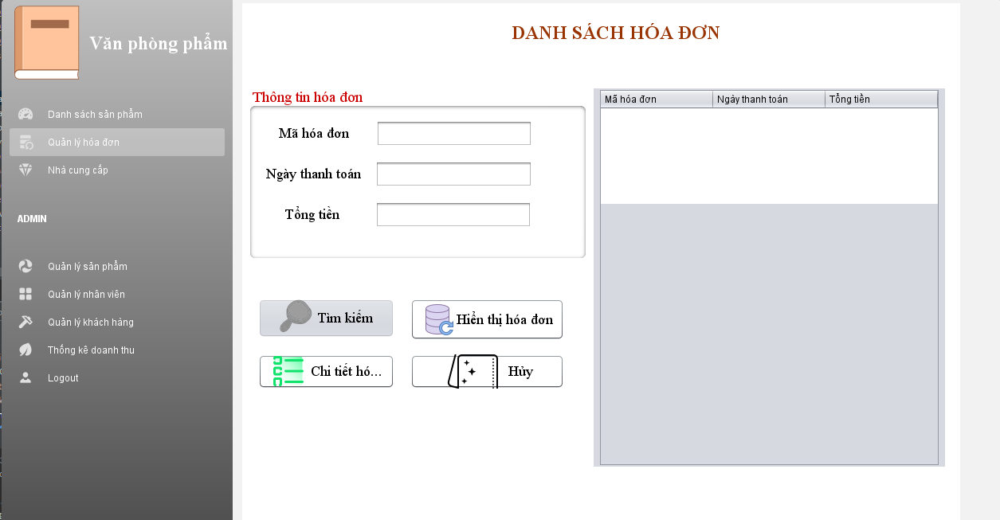 Văn phòng phẩm
Danh sách sản phẩm
Quản lý hóa đơn
Nhà cung cấp
ADMIN
Quản lý sản phẩm
Quản lý nhân viên
Quản lý khách hàng
Thống kê doanh thu
Logout
DANH SÁCH HÓA ĐƠN
Thông tin hóa đơn
Mã hóa đơn
Ngày thanh toán
Tổng tiền
Tìm kiếm
Hiển thị hóa đơn
Chi tiết hó...
Hủy
Mã hóa đơn Ngày thanh toán Tổng tiền